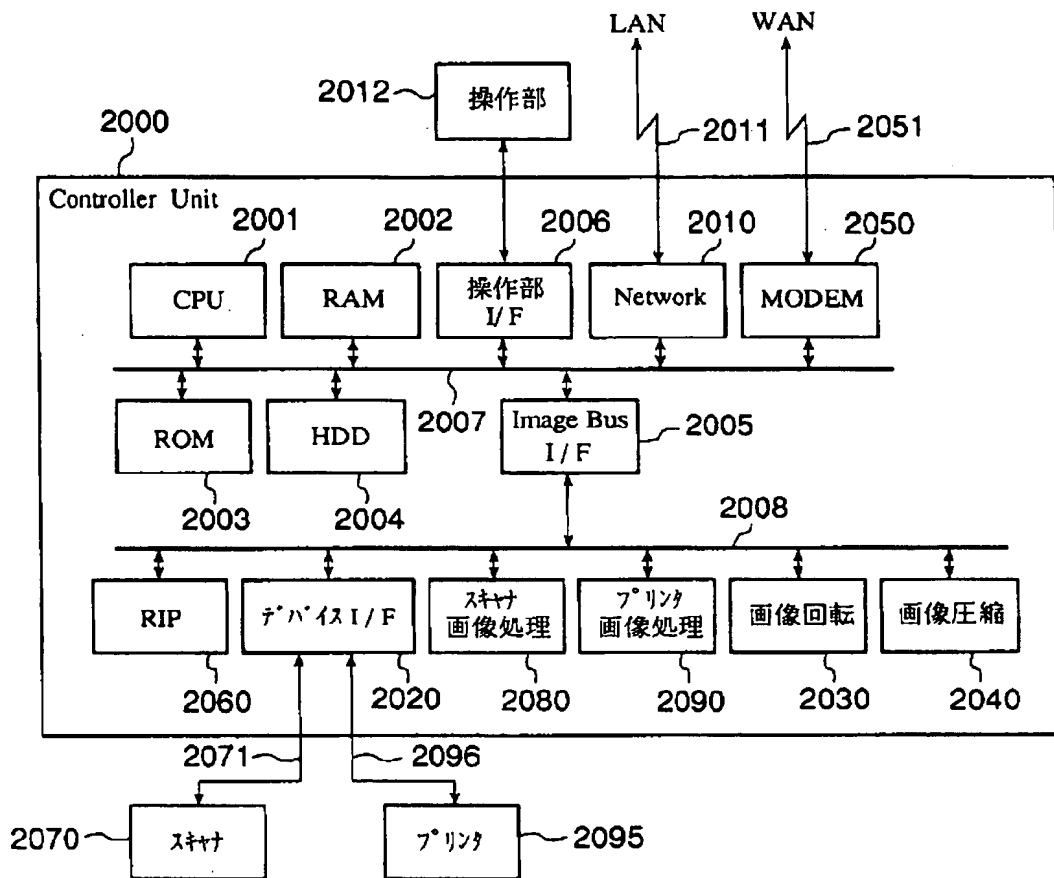 LAN
WAN
2012
操作部
2000
2011
2051
Controller Unit
2001
2002
2006
2010
2050
CPU
RAM
操作部
I/F
Network
MODEM
ROM
HDD
2007
Image Bus
I/F
2005
2003
2004
2008
RIP
デバイス I/F
スキャナ
画像処理
プリンタ
画像処理
画像回転
画像圧縮
2060
2020
2080
2090
2030
2040
2071
2096
2070
スキャナ
プリンタ
2095